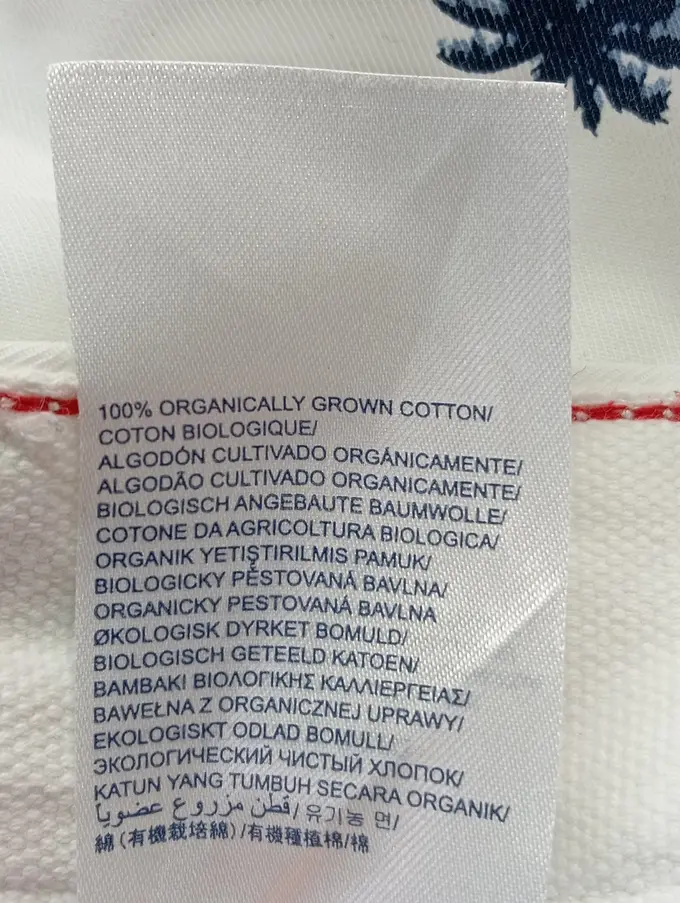 100% ORGANICALLY GROWN COTTON/
COTON BIOLOGIQUE/
ALGODÓN CULTIVADO ORGÁNICAMENTE/
ALGODÃO CULTIVADO ORGANICAMENTE/
BIOLOGISCH ANGEBAUTE BAUMWOLLE/
COTONE DA AGRICOLTURA BIOLOGICA/
ORGANIK YETIŞTIRILMIS PAMUK/
BIOLOGICKY PĚSTOVANÁ BAVLNA/
ORGANICKY PESTOVANÁ BAVLNA
ØKOLOGISK DYRKET BOMULD/
BIOLOGISCH GETEELD KATOEN/
ΒΑΜΒΑΚΙ ΒΙΟΛΟΓΙΚΗΣ ΚΑΛΛΙΕΡΓΕΙΑΣ/
BAWEŁNA Z ORGANICZNEJ UPRAWY/
EKOLOGISKT ODLAD BOMULL/
ЭКОЛОГИЧЕСКИЙ ЧИСТЫЙ ХЛОПОК/
KATUN YANG TUMBUH SECARA ORGANIK/
قطن مزروع عضوياً/유기농 면/
綿(有機栽培綿)/有機種植棉/棉